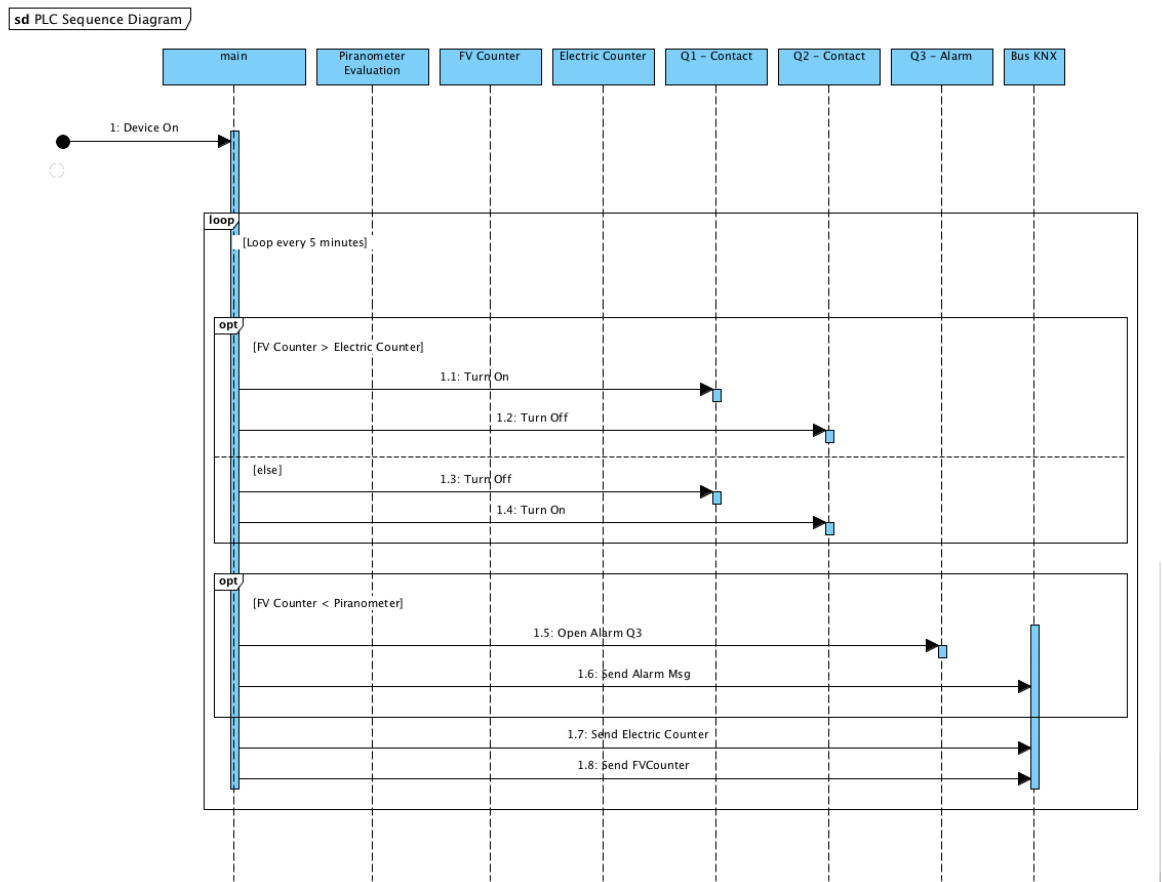 sd PLC Sequence Diagram
main
Piranometer
Evaluation
FV Counter
Electric Counter
Q1 - Contact
Q2 - Contact
Q3 - Alarm
Bus KNX
1: Device On
loop
[Loop every 5 minutes]
opt
[FV Counter > Electric Counter]
1.1: Turn On
1.2: Turn Off
[else]
1.3: Turn Off
1.4: Turn On
opt
[FV Counter < Piranometer]
1.5: Open Alarm Q3
1.6: Send Alarm Msg
1.7: Send Electric Counter
1.8: Send FVCounter